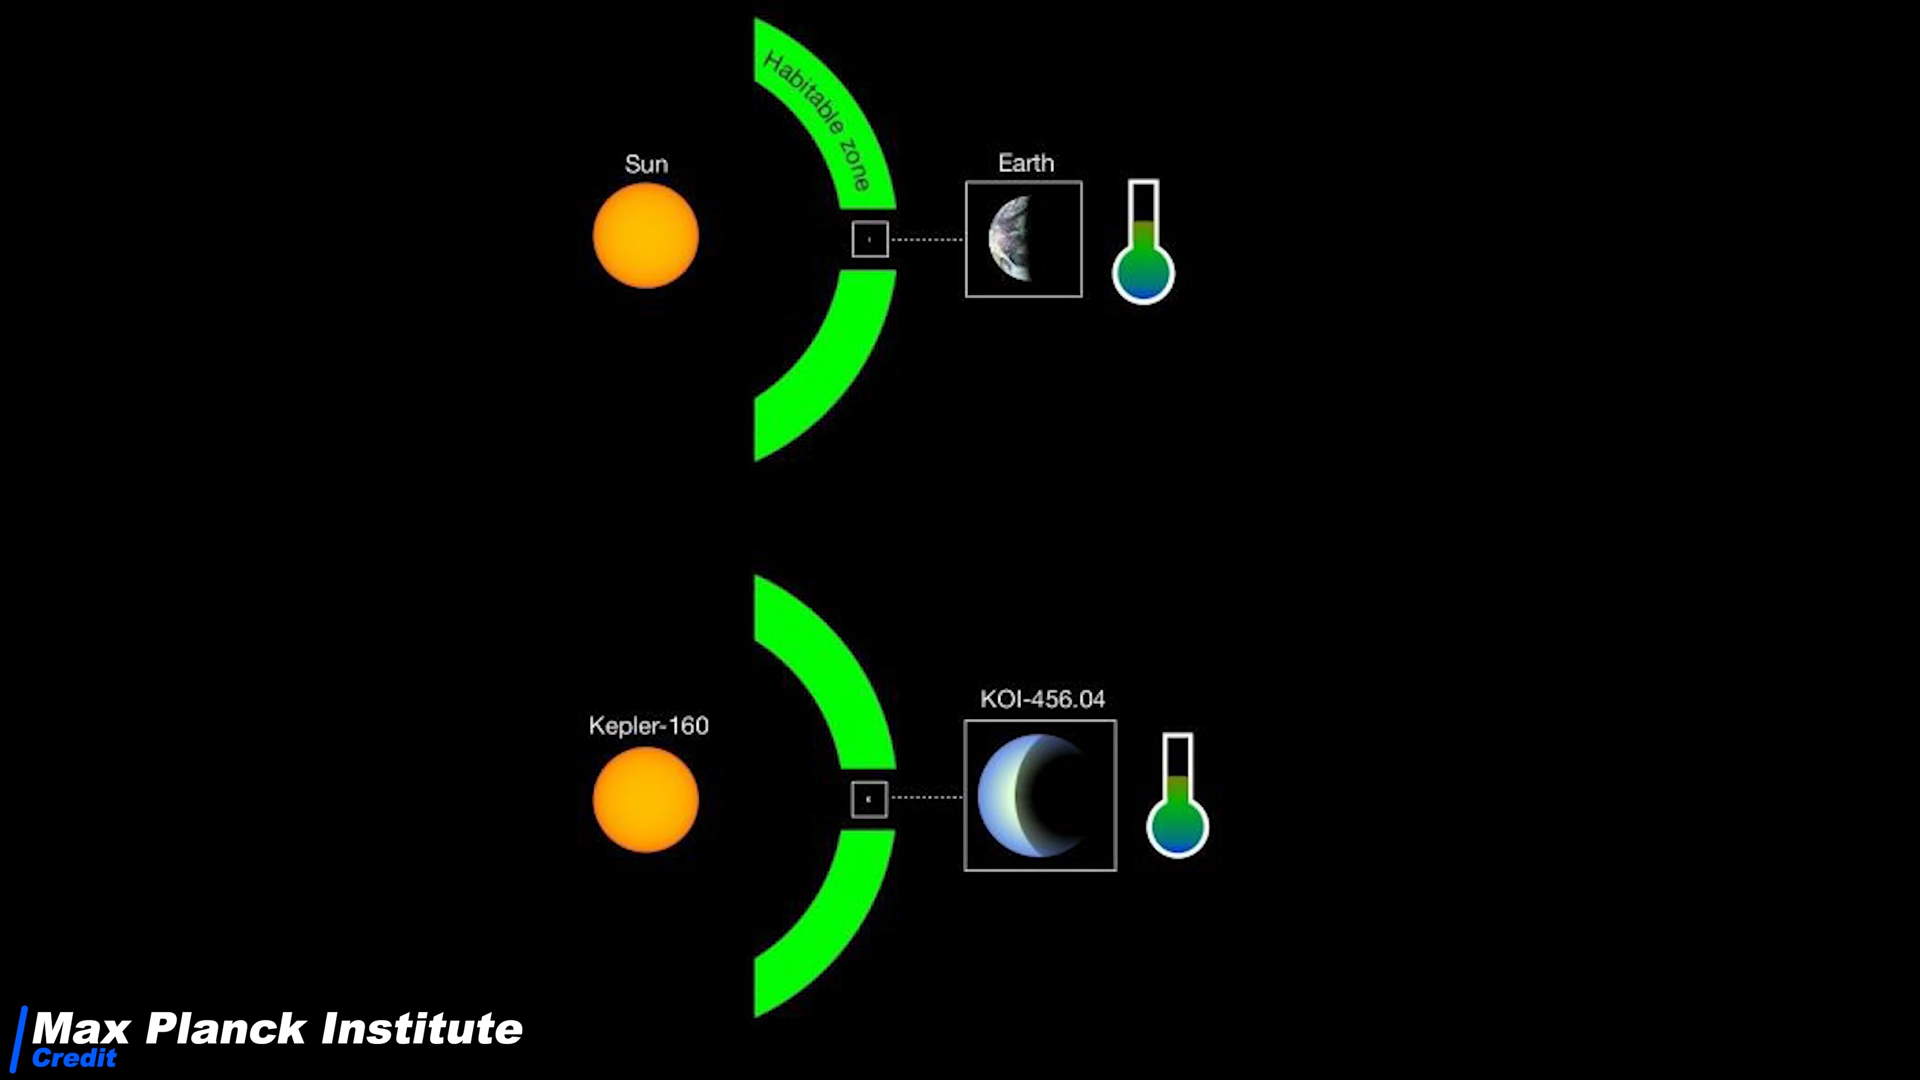 Habitable zone
Sun
Earth
KOI-456.04
Kepler-160
Max Planck Institute
Credit